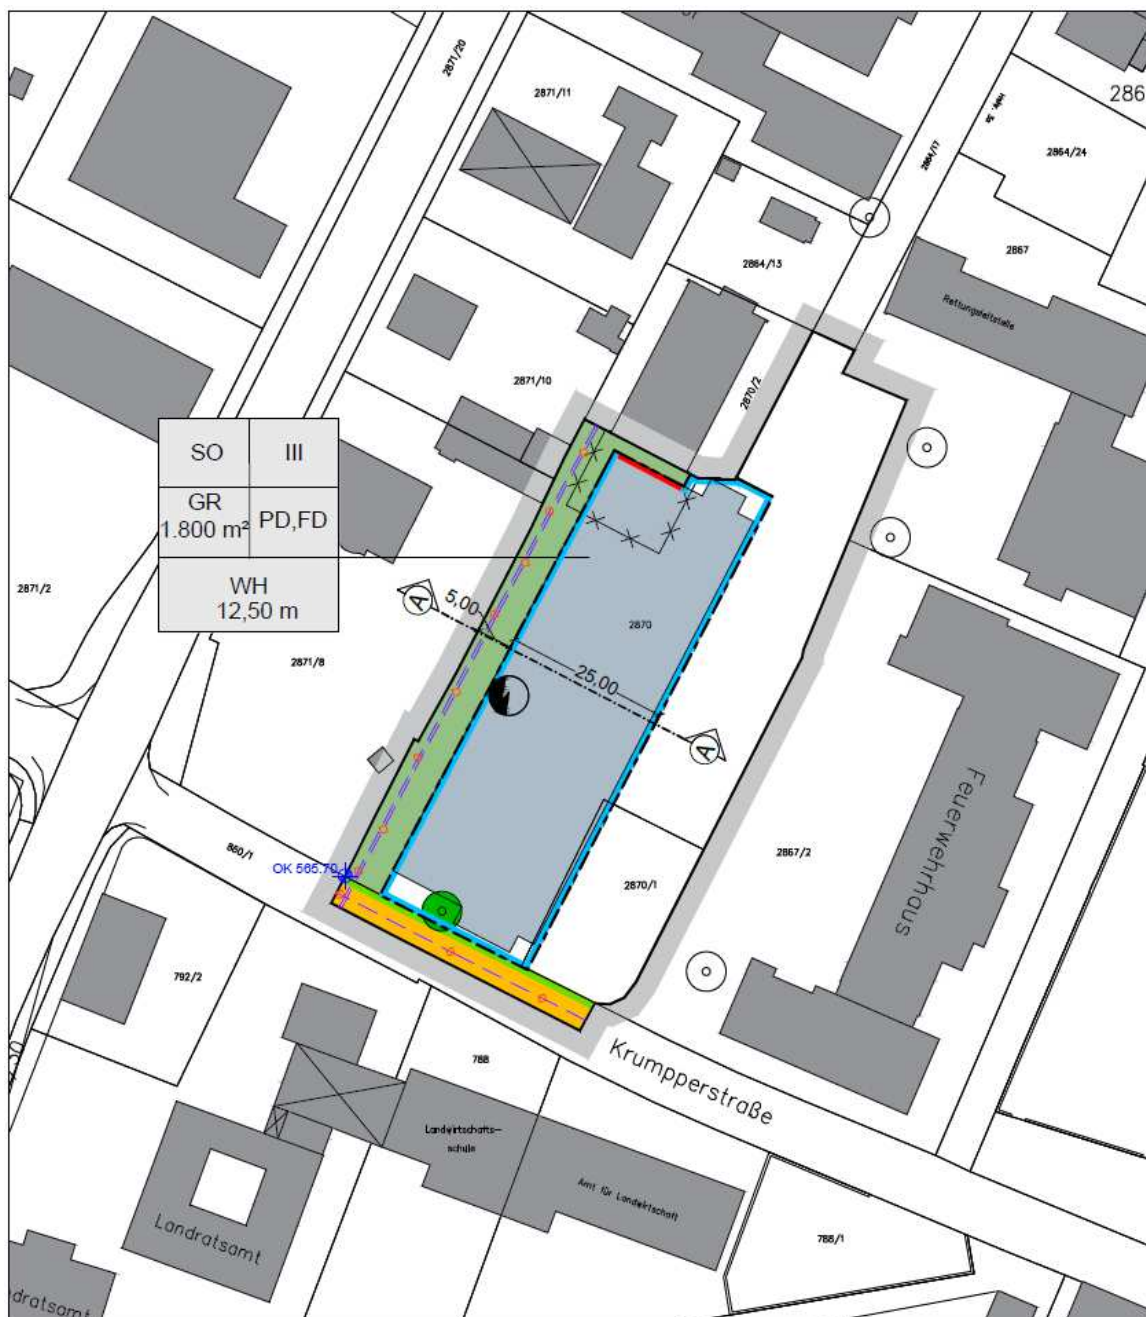 2871/20
286
2871/11
HsNr. 5a
2864/17
2864/24
2867
2864/13
Rettungsleitstelle
2871/10
2870/2
SO
III
GR
1.800 m²
PD,FD
WH
12,50 m
2871/2
A
5,00
2870
2871/8
25,00
A
Feuerwehrhaus
860/1
OK 565.70
2867/2
2870/1
792/2
788
Krumpperstraße
Landwirtschafts-
schule
Amt für Landwirtschaft
Landratsamt
788/1
dratsamt